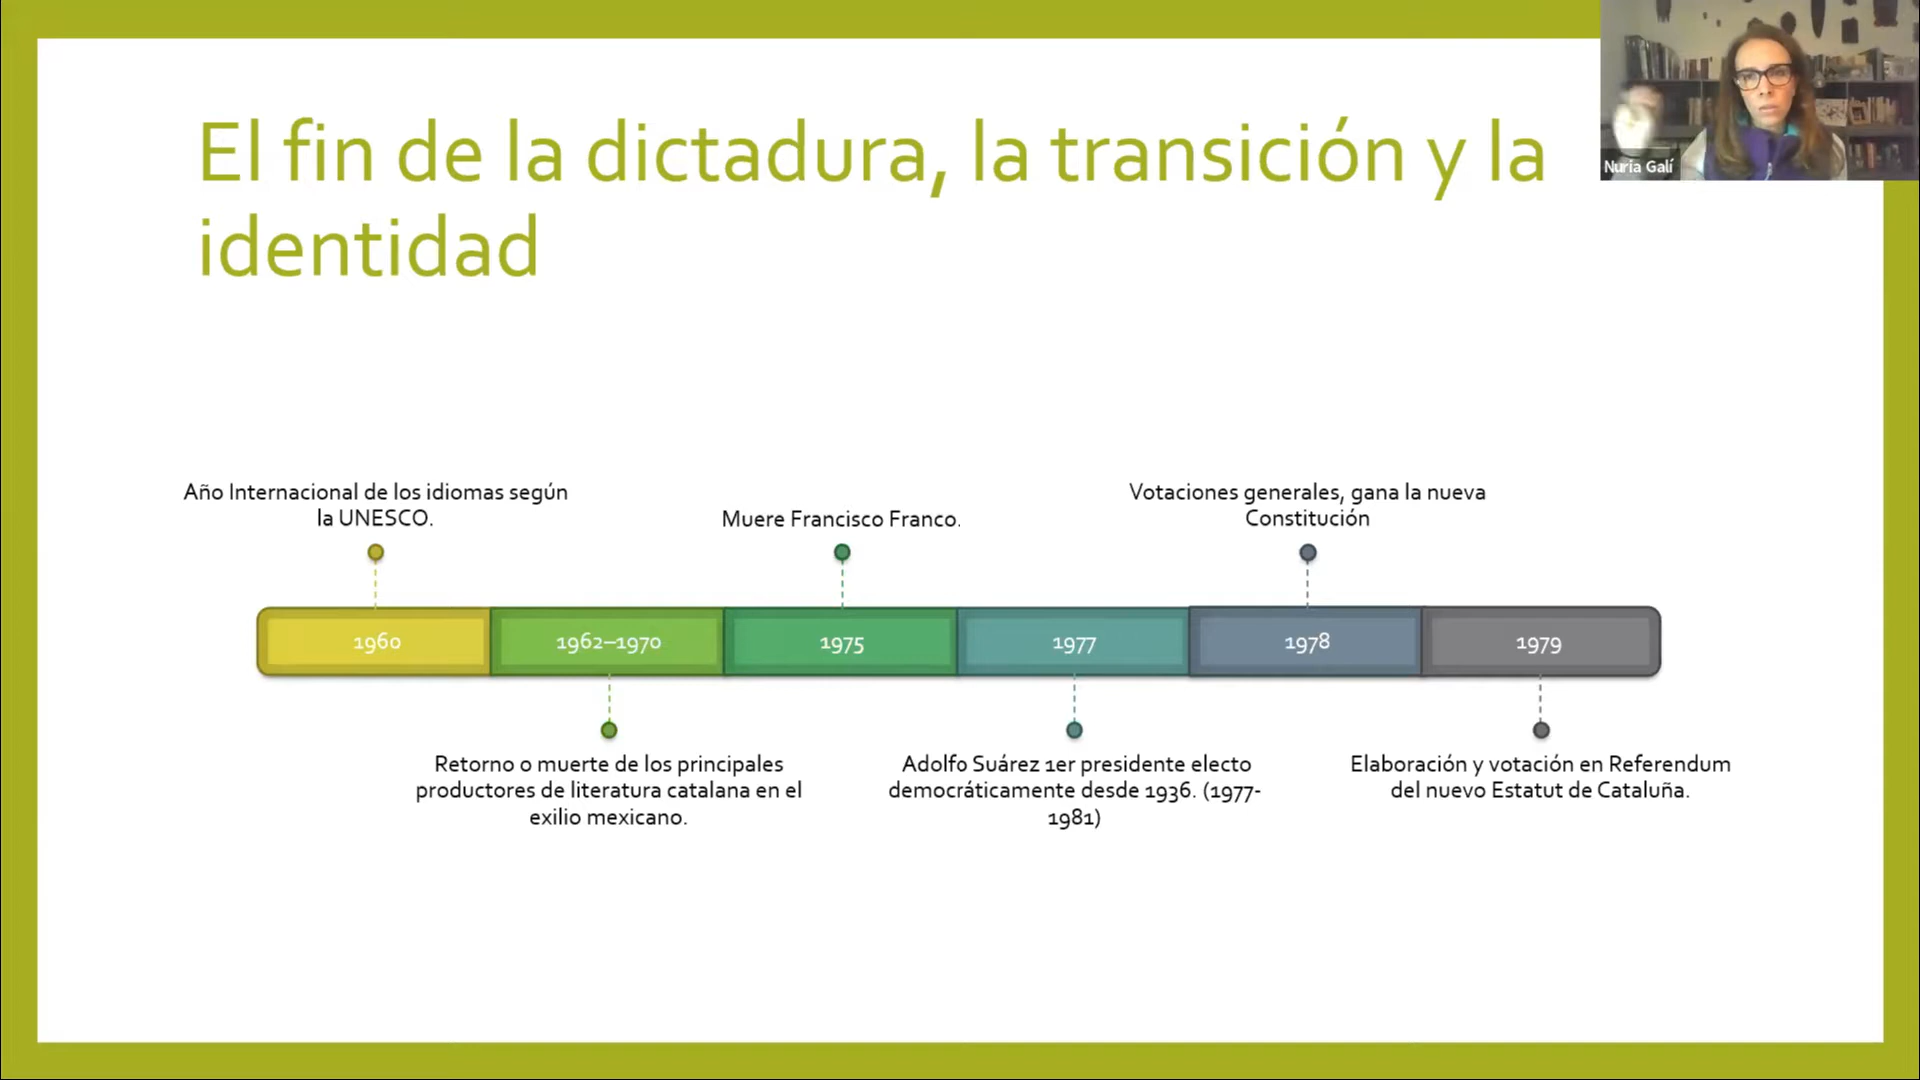 El fin de la dictadura, la transición y la
identidad
Nuria Galí
Año Internacional de los idiomas según
la UNESCO.
Muere Francisco Franco.
Votaciones generales, gana la nueva
Constitución
1960
1962–1970
1975
1977
1978
1979
Retorno o muerte de los principales
productores de literatura catalana en el
exilio mexicano.
Adolfo Suárez 1er presidente electo
democráticamente desde 1936. (1977-
1981)
Elaboración y votación en Referendum
del nuevo Estatut de Cataluña.